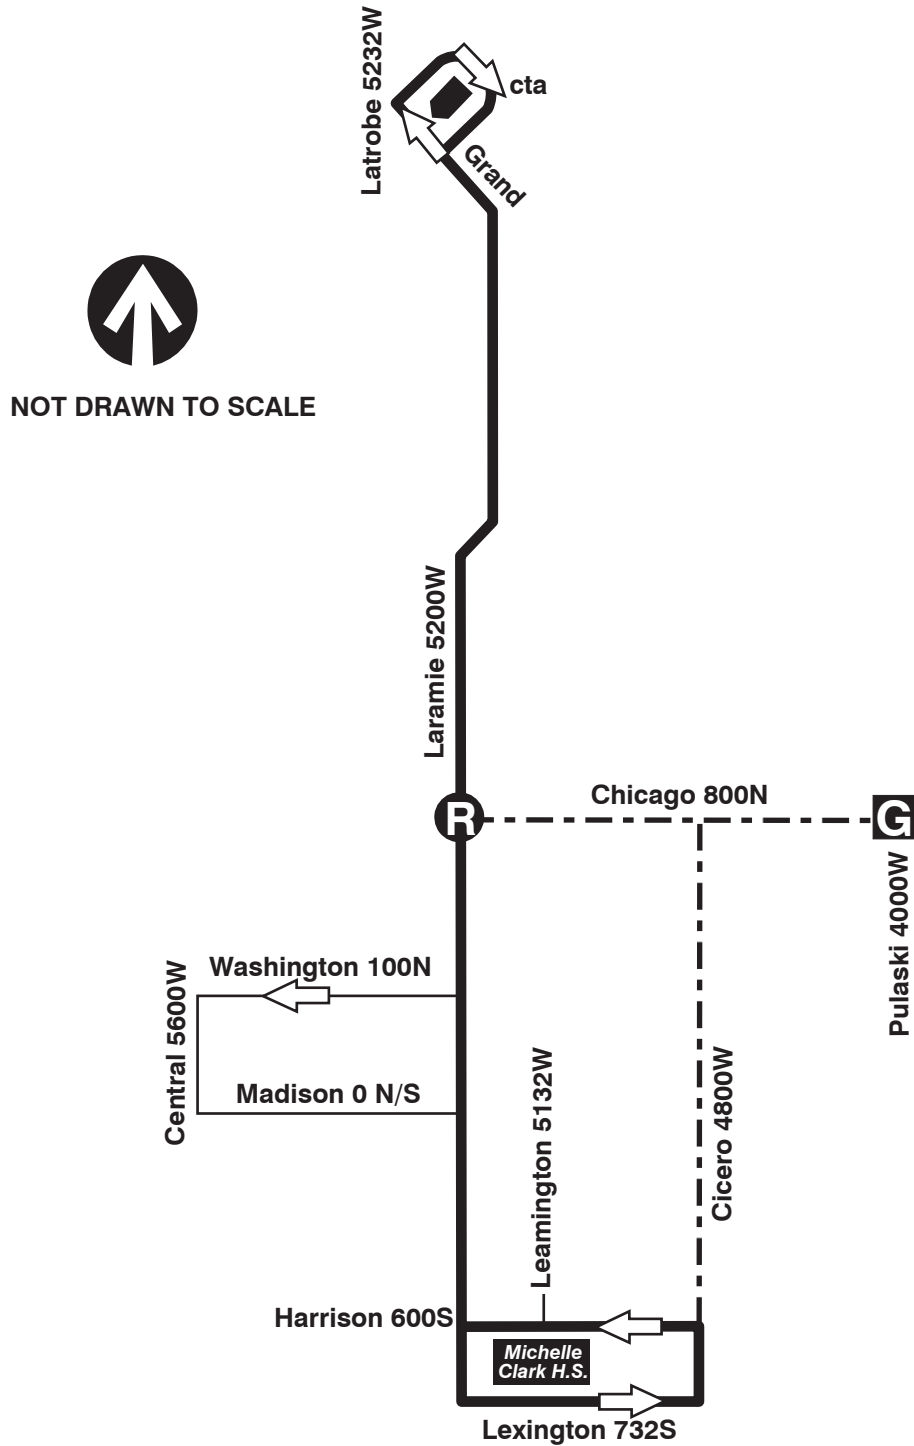 Latrobe 5232W
cta
Grand
NOT DRAWN TO SCALE
Laramie 5200W
Chicago 800N
R
G
Pulaski 4000W
Washington 100N
Central 5600W
Madison 0 N/S
Leamington 5132W
Cicero 4800W
Harrison 600S
Michelle
Clark H.S.
Lexington 732S